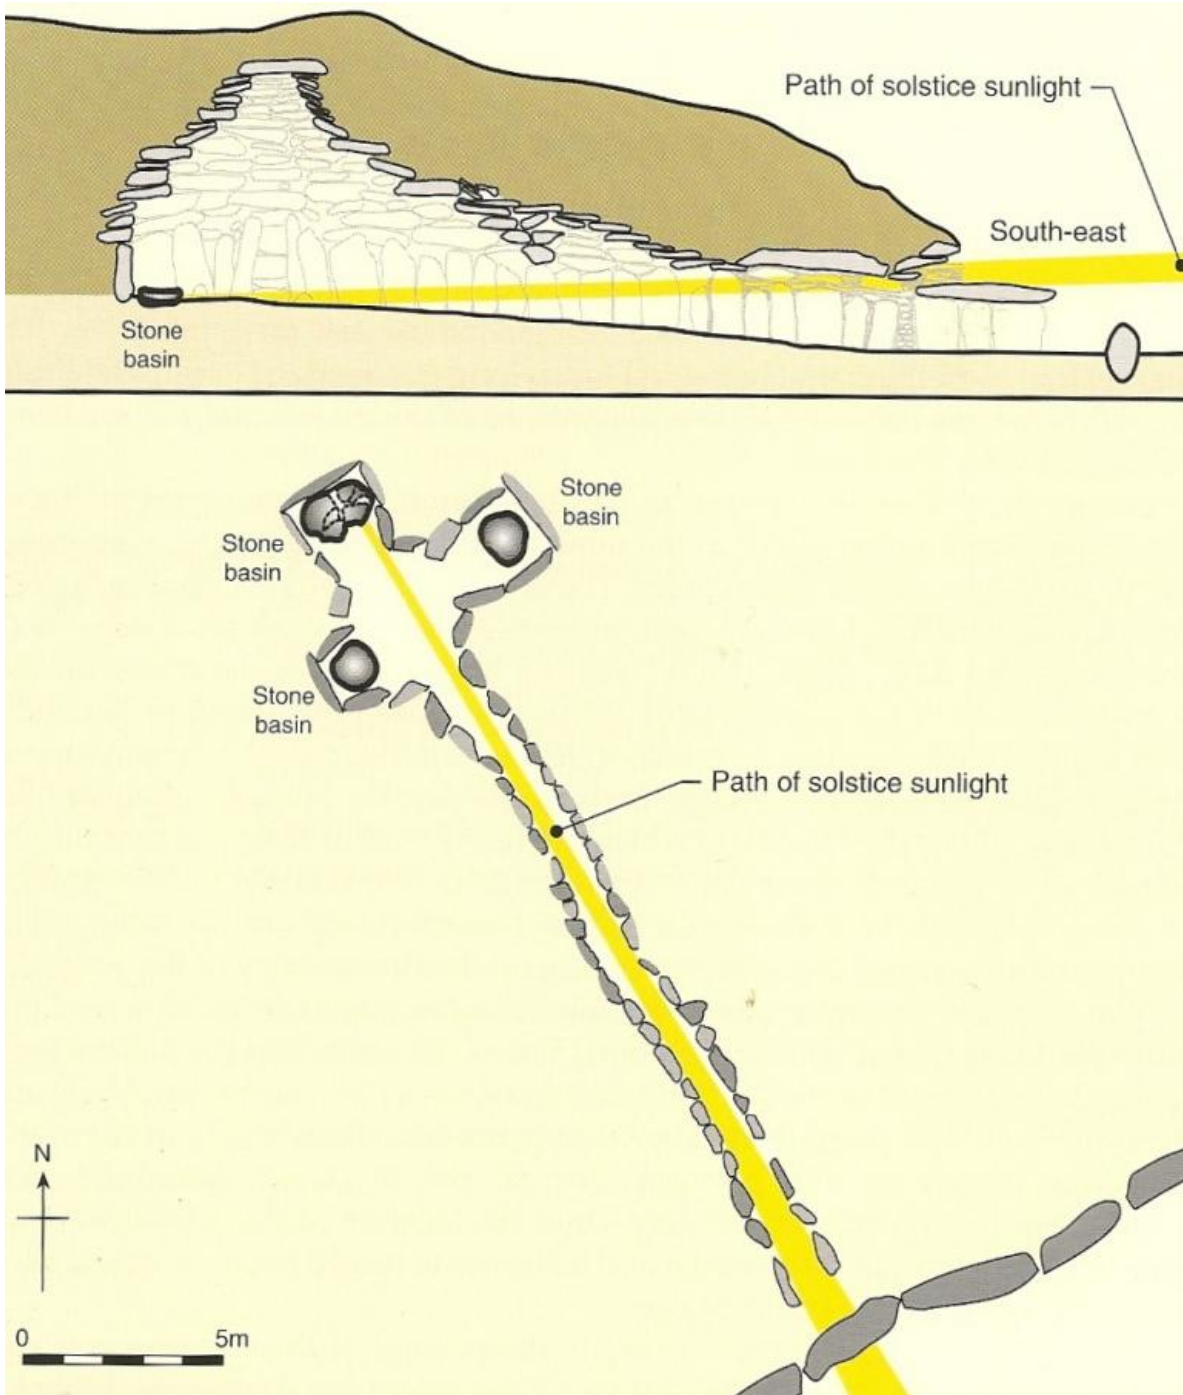 Path of solstice sunlight
South-east
Stone
basin
Stone
basin
Stone
basin
Stone
basin
Path of solstice sunlight
N
0 5m